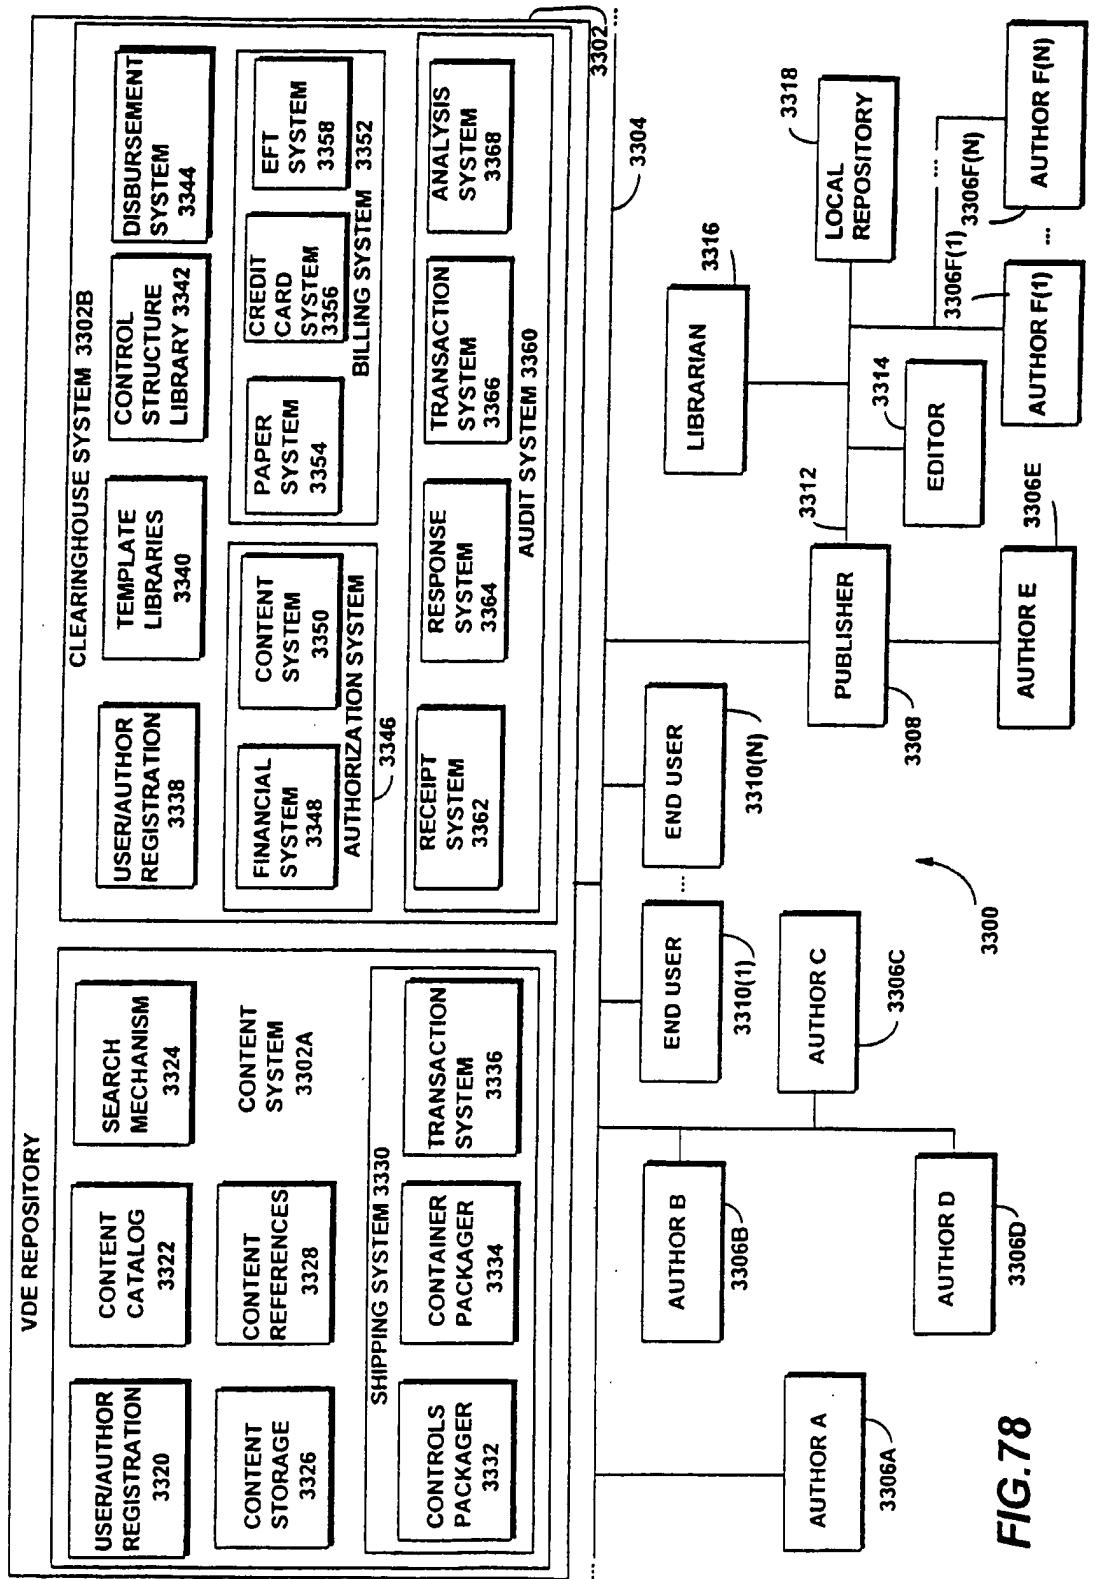 VDE REPOSITORY
USER/AUTHOR
REGISTRATION
3320
CONTENT
CATALOG
3322
SEARCH
MECHANISM
3324
CONTENT
STORAGE
3326
CONTENT
REFERENCES
3328
CONTENT
SYSTEM
3302A
SHIPPING SYSTEM 3330
CONTROLS
PACKAGER
3332
CONTAINER
PACKAGER
3334
TRANSACTION
SYSTEM
3336
CLEARINGHOUSE SYSTEM 3302B
USER/AUTHOR
REGISTRATION
3338
TEMPLATE
LIBRARIES
3340
CONTROL
STRUCTURE
LIBRARY 3342
DISBURSEMENT
SYSTEM
3344
FINANCIAL
SYSTEM
3348
CONTENT
SYSTEM
3350
AUTHORIZATION SYSTEM
3346
PAPER
SYSTEM
3354
CREDIT
CARD
SYSTEM
3356
EFT
SYSTEM
3358
BILLING SYSTEM 3352
RECEIPT
SYSTEM
3362
RESPONSE
SYSTEM
3364
TRANSACTION
SYSTEM
3366
ANALYSIS
SYSTEM
3368
AUDIT SYSTEM 3360
3302
...
...
3304
AUTHOR A
3306A
AUTHOR B
3306B
AUTHOR C
3306C
AUTHOR D
3306D
END USER
3310(1)
...
END USER
3310(N)
PUBLISHER
3308
3312
AUTHOR E
3306E
LIBRARIAN
3316
EDITOR
3314
LOCAL
REPOSITORY
3318
3306F(1)
AUTHOR F(1)
...
...
3306F(N)
AUTHOR F(N)
3300
FIG.78